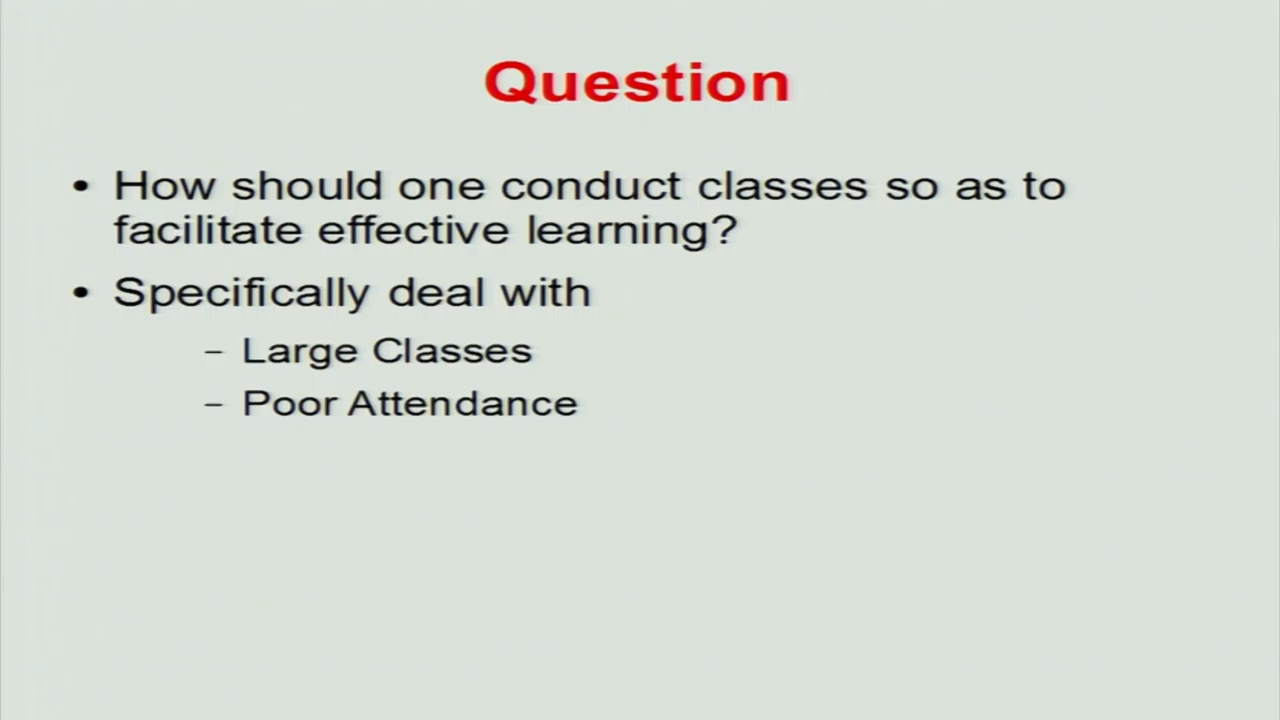 Question
• How should one conduct classes so as to
facilitate effective learning?
• Specifically deal with
– Large Classes
– Poor Attendance